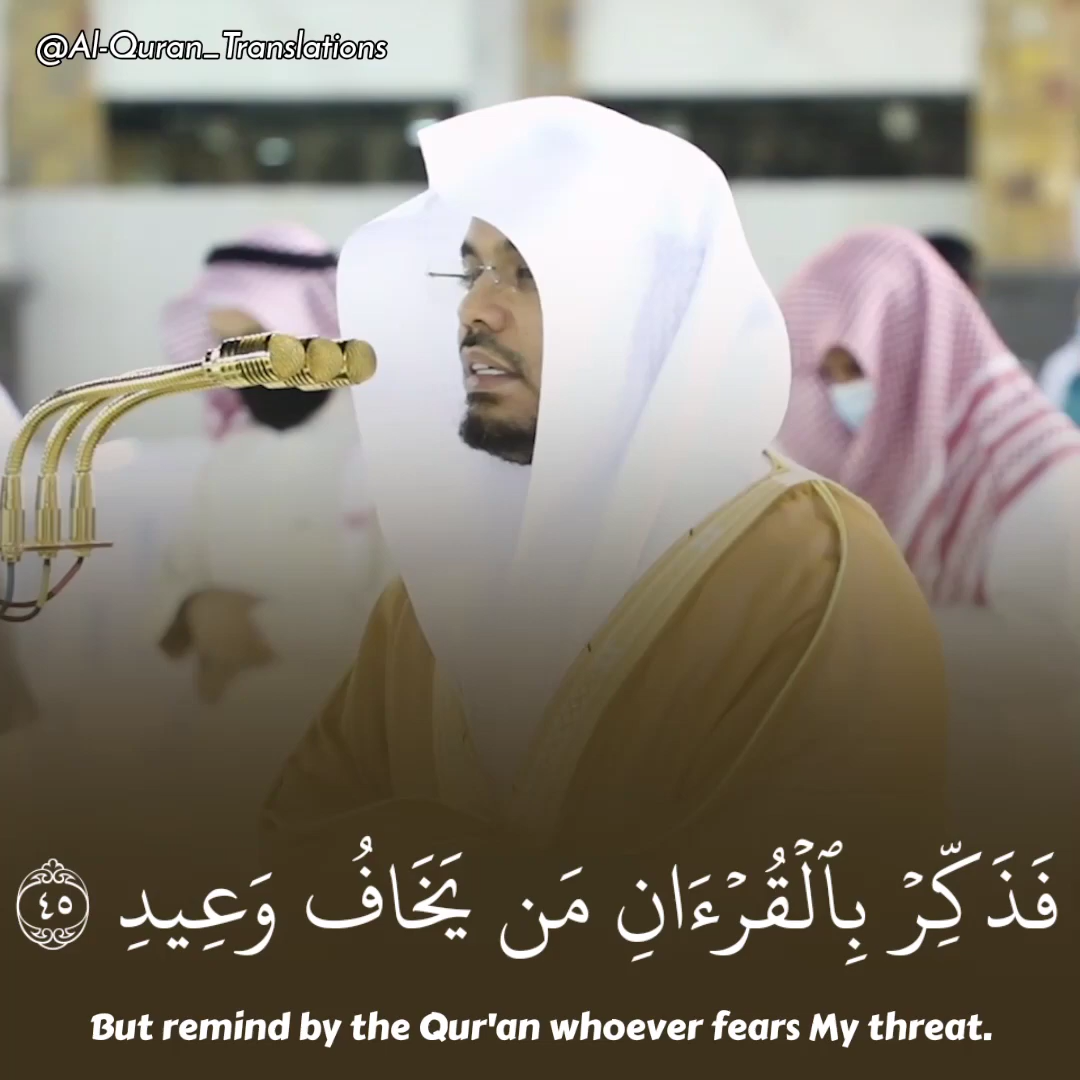 @Al-Quran_Translations
فَذَكِّرۡ بِٱلۡقُرۡءَانِ مَن يَخَافُ وَعِيدِ ٤٥
But remind by the Qur'an whoever fears My threat.